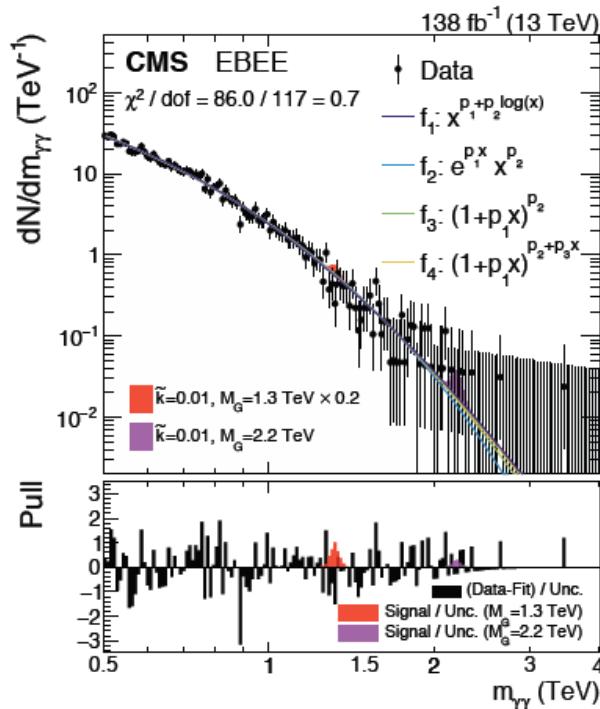 138 fb⁻¹ (13 TeV)
CMS EBEE
χ² / dof = 86.0 / 117 = 0.7
Data
f₁: x^(p₁+p₂log(x))
f₂: e^(p₁x) x^(p₂)
f₃: (1+p₁x)^(p₂)
f₄: (1+p₁x)^(p₂+p₃x)
dN/dm_γγ (TeV⁻¹)
10²
10
1
10⁻¹
10⁻²
k̃=0.01, M_G=1.3 TeV × 0.2
k̃=0.01, M_G=2.2 TeV
Pull
3
2
1
0
−1
−2
−3
(Data-Fit) / Unc.
Signal / Unc. (M_G=1.3 TeV)
Signal / Unc. (M_G=2.2 TeV)
0.5 1 1.5 2 3 4
m_γγ (TeV)